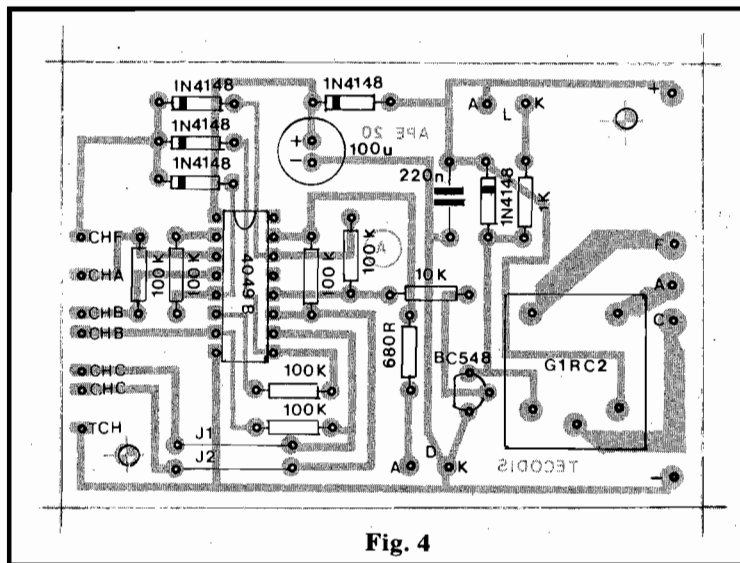 1N4148
1N4148
1N4148
1N4148
+
A
L
K
APE 20
+
-
100u
220n
1N4148
1K
CHF
CHA
CHB
CHB
CHC
CHC
TCH
100K
100K
4049B
100K
100K
A
10K
680R
BC548
100K
100K
J1
J2
A
D
K
F
A
C
G1RC2
TECODIS
-
Fig. 4